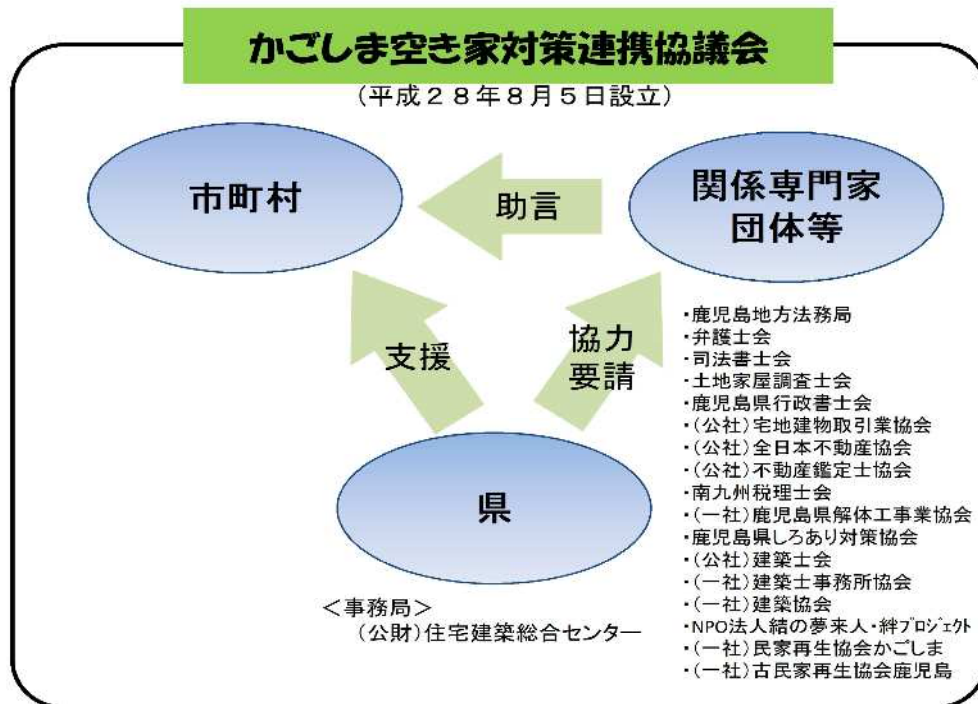 かごしま空き家対策連携協議会
（平成２８年８月５日設立）
市町村
助言
関係専門家
団体等
支援
協力
要請
県
＜事務局＞
（公財）住宅建築総合センター
・鹿児島地方法務局
・弁護士会
・司法書士会
・土地家屋調査士会
・鹿児島県行政書士会
・（公社）宅地建物取引業協会
・（公社）全日本不動産協会
・（公社）不動産鑑定士協会
・南九州税理士会
・（一社）鹿児島県解体工事業協会
・鹿児島県しろあり対策協会
・（公社）建築士会
・（一社）建築士事務所協会
・（一社）建築協会
・NPO法人結の夢来人・絆プロジェクト
・（一社）民家再生協会かごしま
・（一社）古民家再生協会鹿児島